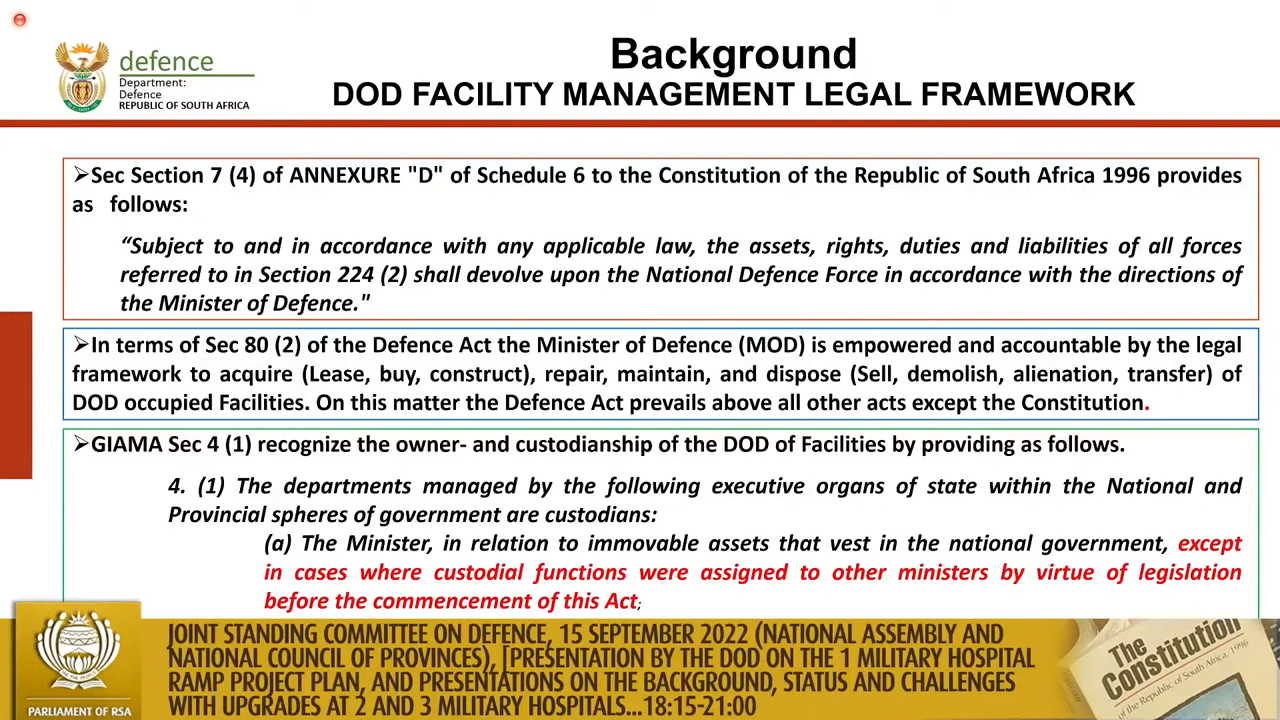 Background
DOD FACILITY MANAGEMENT LEGAL FRAMEWORK
defence
Department:
Defence
REPUBLIC OF SOUTH AFRICA
➢Sec Section 7 (4) of ANNEXURE "D" of Schedule 6 to the Constitution of the Republic of South Africa 1996 provides
as follows:
“Subject to and in accordance with any applicable law, the assets, rights, duties and liabilities of all forces
referred to in Section 224 (2) shall devolve upon the National Defence Force in accordance with the directions of
the Minister of Defence."
➢In terms of Sec 80 (2) of the Defence Act the Minister of Defence (MOD) is empowered and accountable by the legal
framework to acquire (Lease, buy, construct), repair, maintain, and dispose (Sell, demolish, alienation, transfer) of
DOD occupied Facilities. On this matter the Defence Act prevails above all other acts except the Constitution.
➢GIAMA Sec 4 (1) recognize the owner- and custodianship of the DOD of Facilities by providing as follows.
4. (1) The departments managed by the following executive organs of state within the National and
Provincial spheres of government are custodians:
(a) The Minister, in relation to immovable assets that vest in the national government, except
in cases where custodial functions were assigned to other ministers by virtue of legislation
before the commencement of this Act;
JOINT STANDING COMMITTEE ON DEFENCE, 15 SEPTEMBER 2022 (NATIONAL ASSEMBLY AND
NATIONAL COUNCIL OF PROVINCES), [PRESENTATION BY THE DOD ON THE 1 MILITARY HOSPITAL
RAMP PROJECT PLAN, AND PRESENTATIONS ON THE BACKGROUND, STATUS AND CHALLENGES
WITH UPGRADES AT 2 AND 3 MILITARY HOSPITALS...18:15-21:00
PARLIAMENT OF RSA
The
Constitution
of the Republic of South Africa, 1996